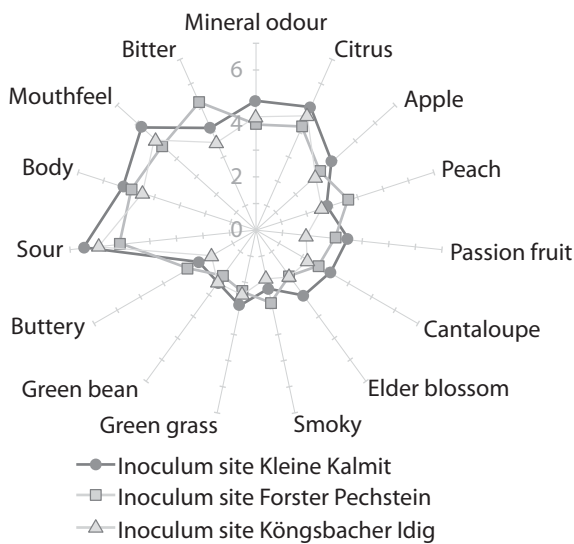 Mineral odour
Bitter
Citrus
Mouthfeel
6
Apple
4
Body
Peach
2
Sour
0
Passion fruit
Buttery
Cantaloupe
Green bean
Elder blossom
Green grass
Smoky
Inoculum site Kleine Kalmit
Inoculum site Forster Pechstein
Inoculum site Köngsbacher Idig